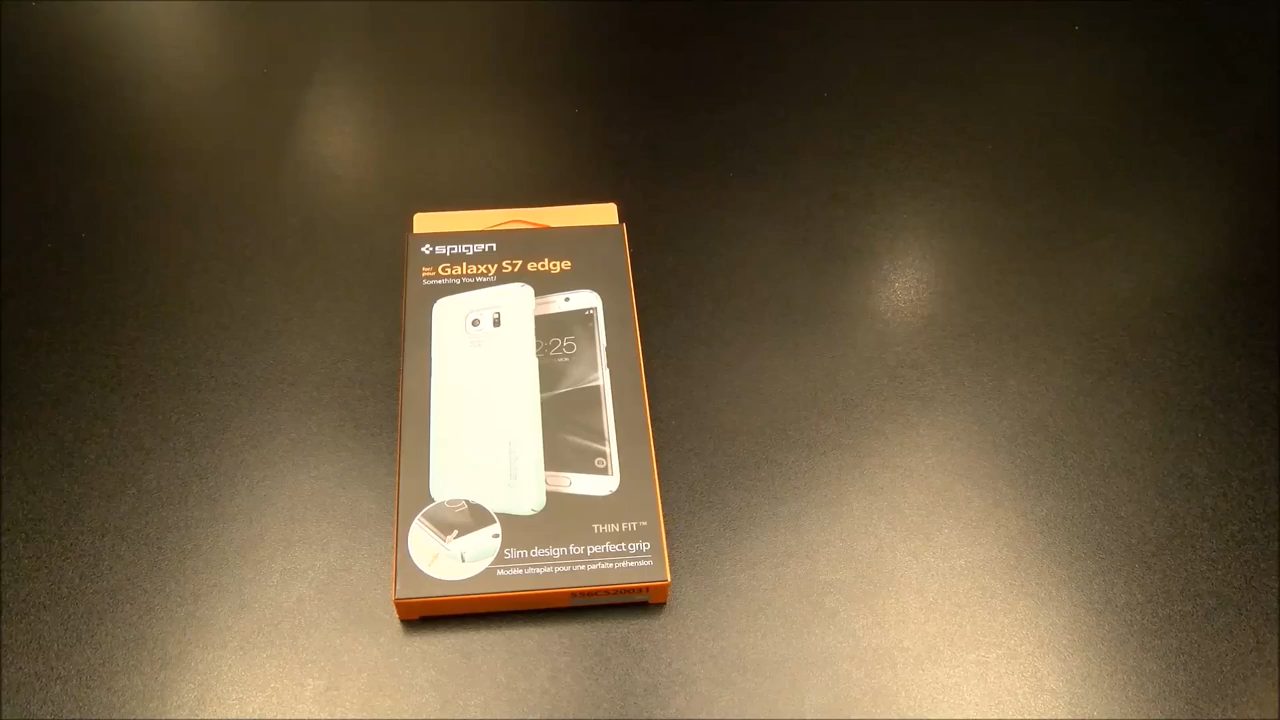 spigen
for/
pour
Galaxy S7 edge
Something You Want!
2:25
THIN FIT™
Slim design for perfect grip
Modèle ultraplat pour une parfaite préhension
556CS20031